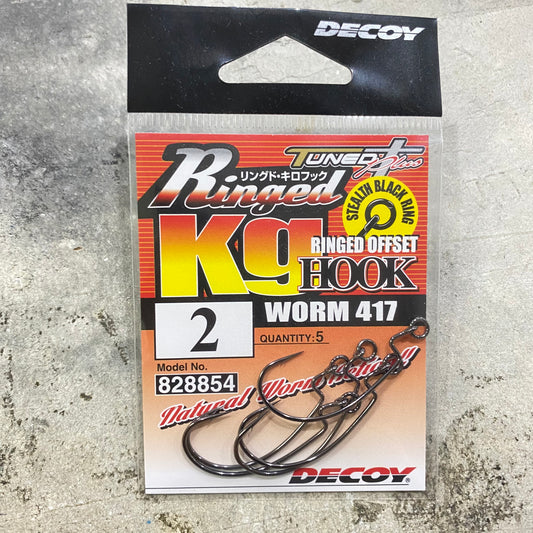 DECOY
TUNED+
Plus
Ringed
リングド・キロフック
STEALTH BLACK RING
Kg
RINGED OFFSET
HOOK
2
WORM 417
QUANTITY:5
Model No.
828854
Natural Worm Action
DECOY®